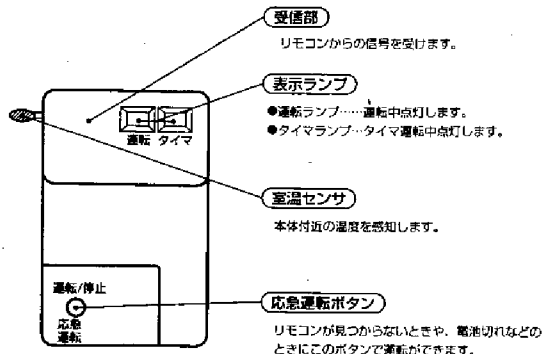 受信部
リモコンからの信号を受けます。
表示ランプ
●運転ランプ……運転中点灯します。
●タイマランプ…タイマ運転中点灯します。
運転 タイマ
室温センサ
本体付近の温度を感知します。
運転/停止
応急
運転
応急運転ボタン
リモコンが見つからないときや、電池切れなどの
ときにこのボタンで運転ができます。